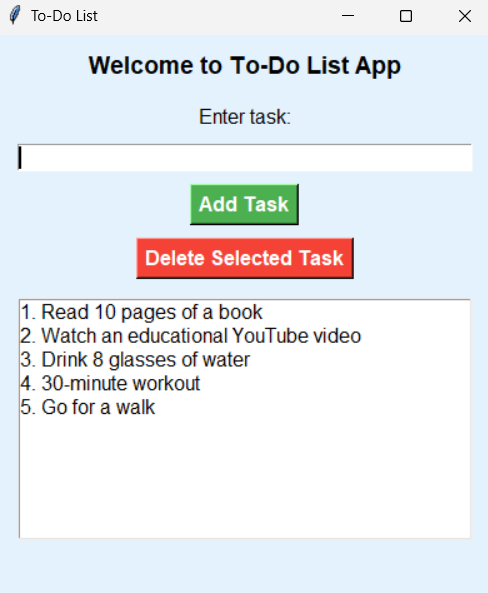 To-Do List
Welcome to To-Do List App
Enter task:
Add Task
Delete Selected Task
1. Read 10 pages of a book
2. Watch an educational YouTube video
3. Drink 8 glasses of water
4. 30-minute workout
5. Go for a walk